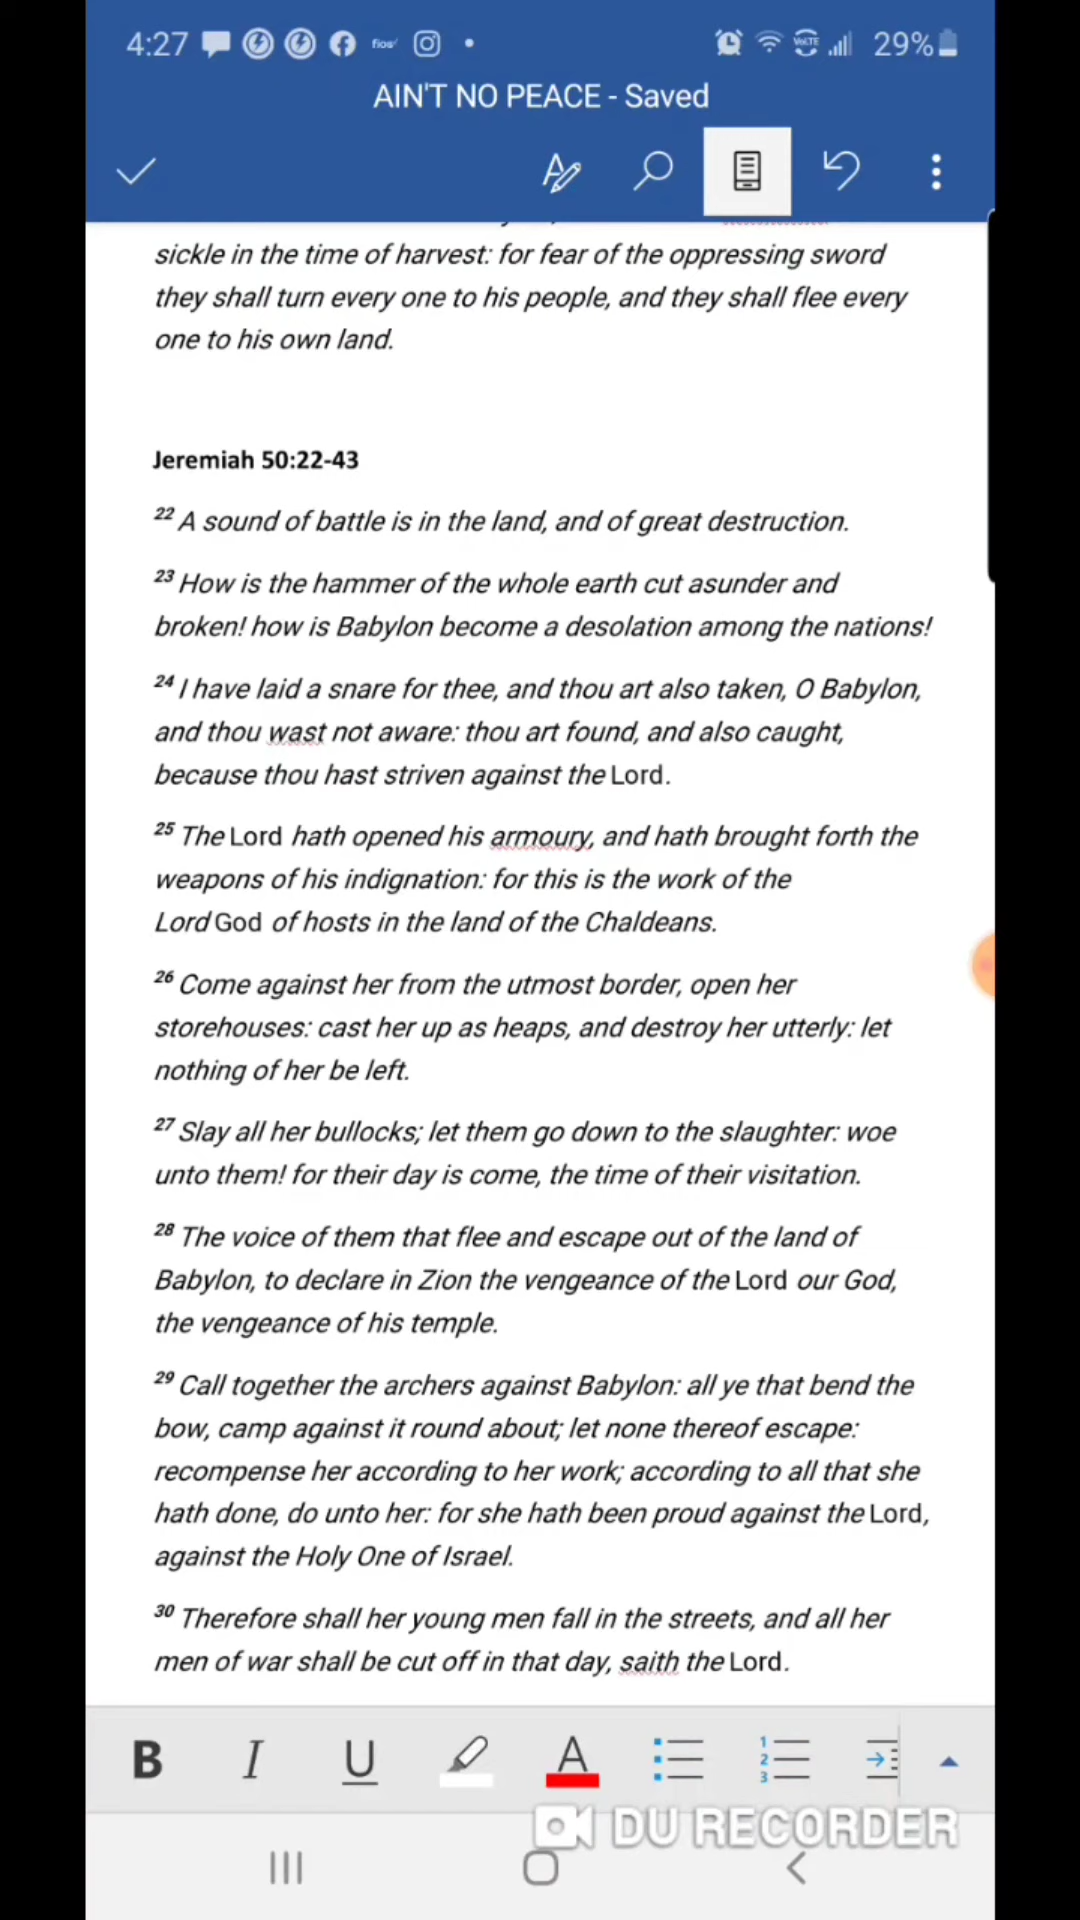 4:27 fios 29%
AIN'T NO PEACE - Saved
sickle in the time of harvest: for fear of the oppressing sword
they shall turn every one to his people, and they shall flee every
one to his own land.
Jeremiah 50:22-43
22 A sound of battle is in the land, and of great destruction.
23 How is the hammer of the whole earth cut asunder and
broken! how is Babylon become a desolation among the nations!
24 I have laid a snare for thee, and thou art also taken, O Babylon,
and thou wast not aware: thou art found, and also caught,
because thou hast striven against the Lord.
25 The Lord hath opened his armoury, and hath brought forth the
weapons of his indignation: for this is the work of the
Lord God of hosts in the land of the Chaldeans.
26 Come against her from the utmost border, open her
storehouses: cast her up as heaps, and destroy her utterly: let
nothing of her be left.
27 Slay all her bullocks; let them go down to the slaughter: woe
unto them! for their day is come, the time of their visitation.
28 The voice of them that flee and escape out of the land of
Babylon, to declare in Zion the vengeance of the Lord our God,
the vengeance of his temple.
29 Call together the archers against Babylon: all ye that bend the
bow, camp against it round about; let none thereof escape:
recompense her according to her work; according to all that she
hath done, do unto her: for she hath been proud against the Lord,
against the Holy One of Israel.
30 Therefore shall her young men fall in the streets, and all her
men of war shall be cut off in that day, saith the Lord.
B I U A 1 2 3
DU RECORDER